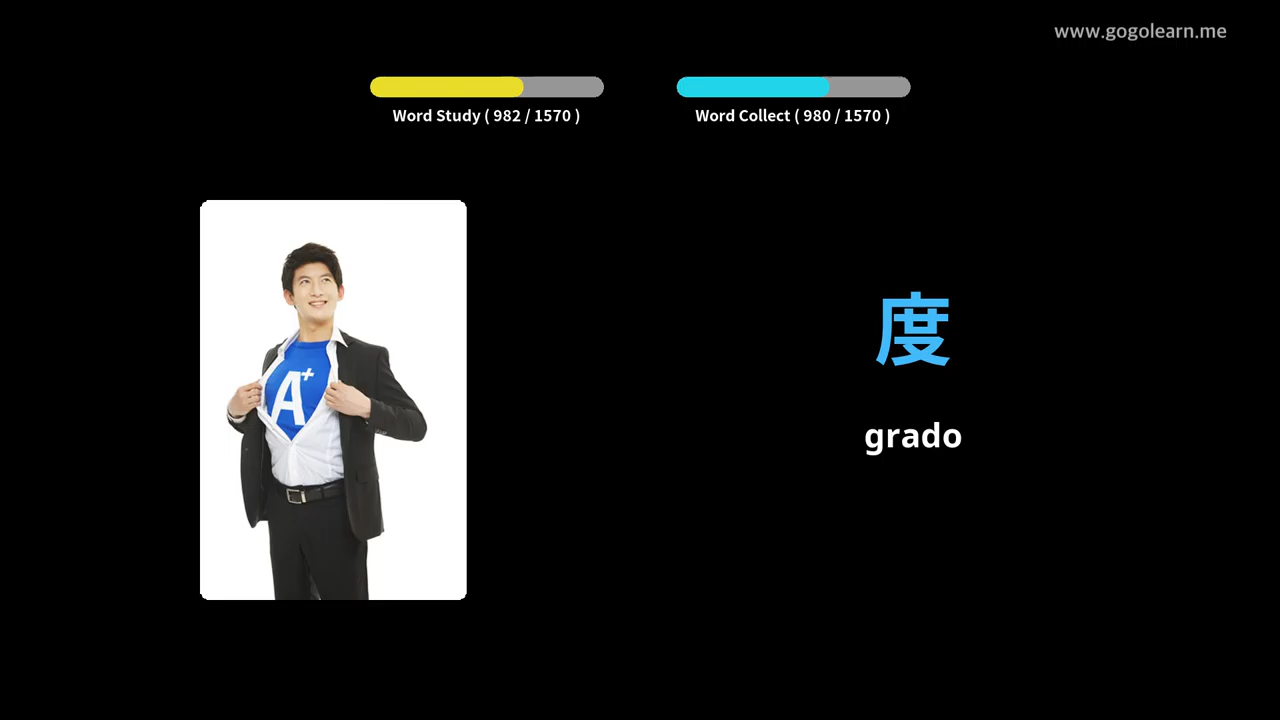 www.gogolearn.me
Word Study ( 982 / 1570 )
Word Collect ( 980 / 1570 )
A+
度
grado